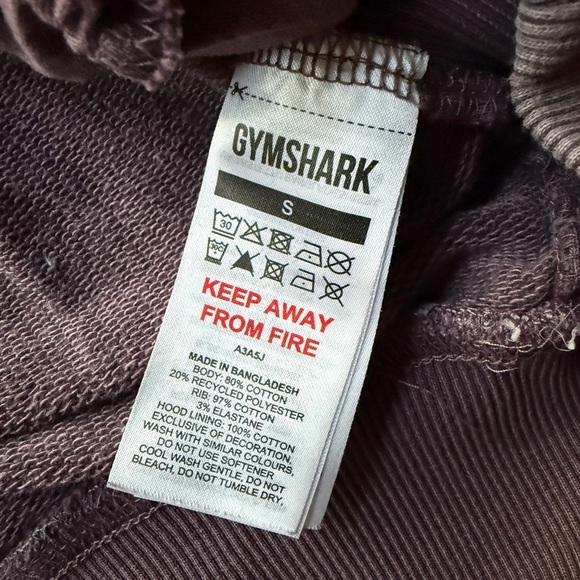 GYMSHARK
S
30
30
KEEP AWAY
FROM FIRE
A3A5J
MADE IN BANGLADESH
BODY: 80% COTTON
20% RECYCLED POLYESTER
RIB: 97% COTTON
3% ELASTANE
HOOD LINING: 100% COTTON
EXCLUSIVE OF DECORATION,
WASH WITH SIMILAR COLOURS,
DO NOT USE SOFTENER
COOL WASH GENTLE, DO NOT
BLEACH, DO NOT TUMBLE DRY,